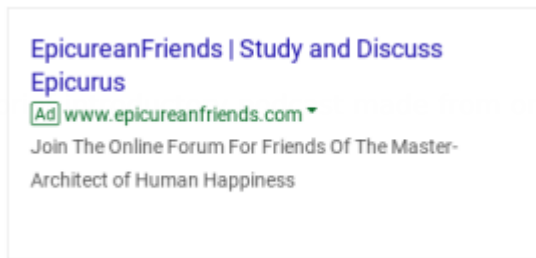 EpicureanFriends | Study and Discuss
Epicurus
Ad www.epicureanfriends.com
Join The Online Forum For Friends Of The Master-
Architect of Human Happiness